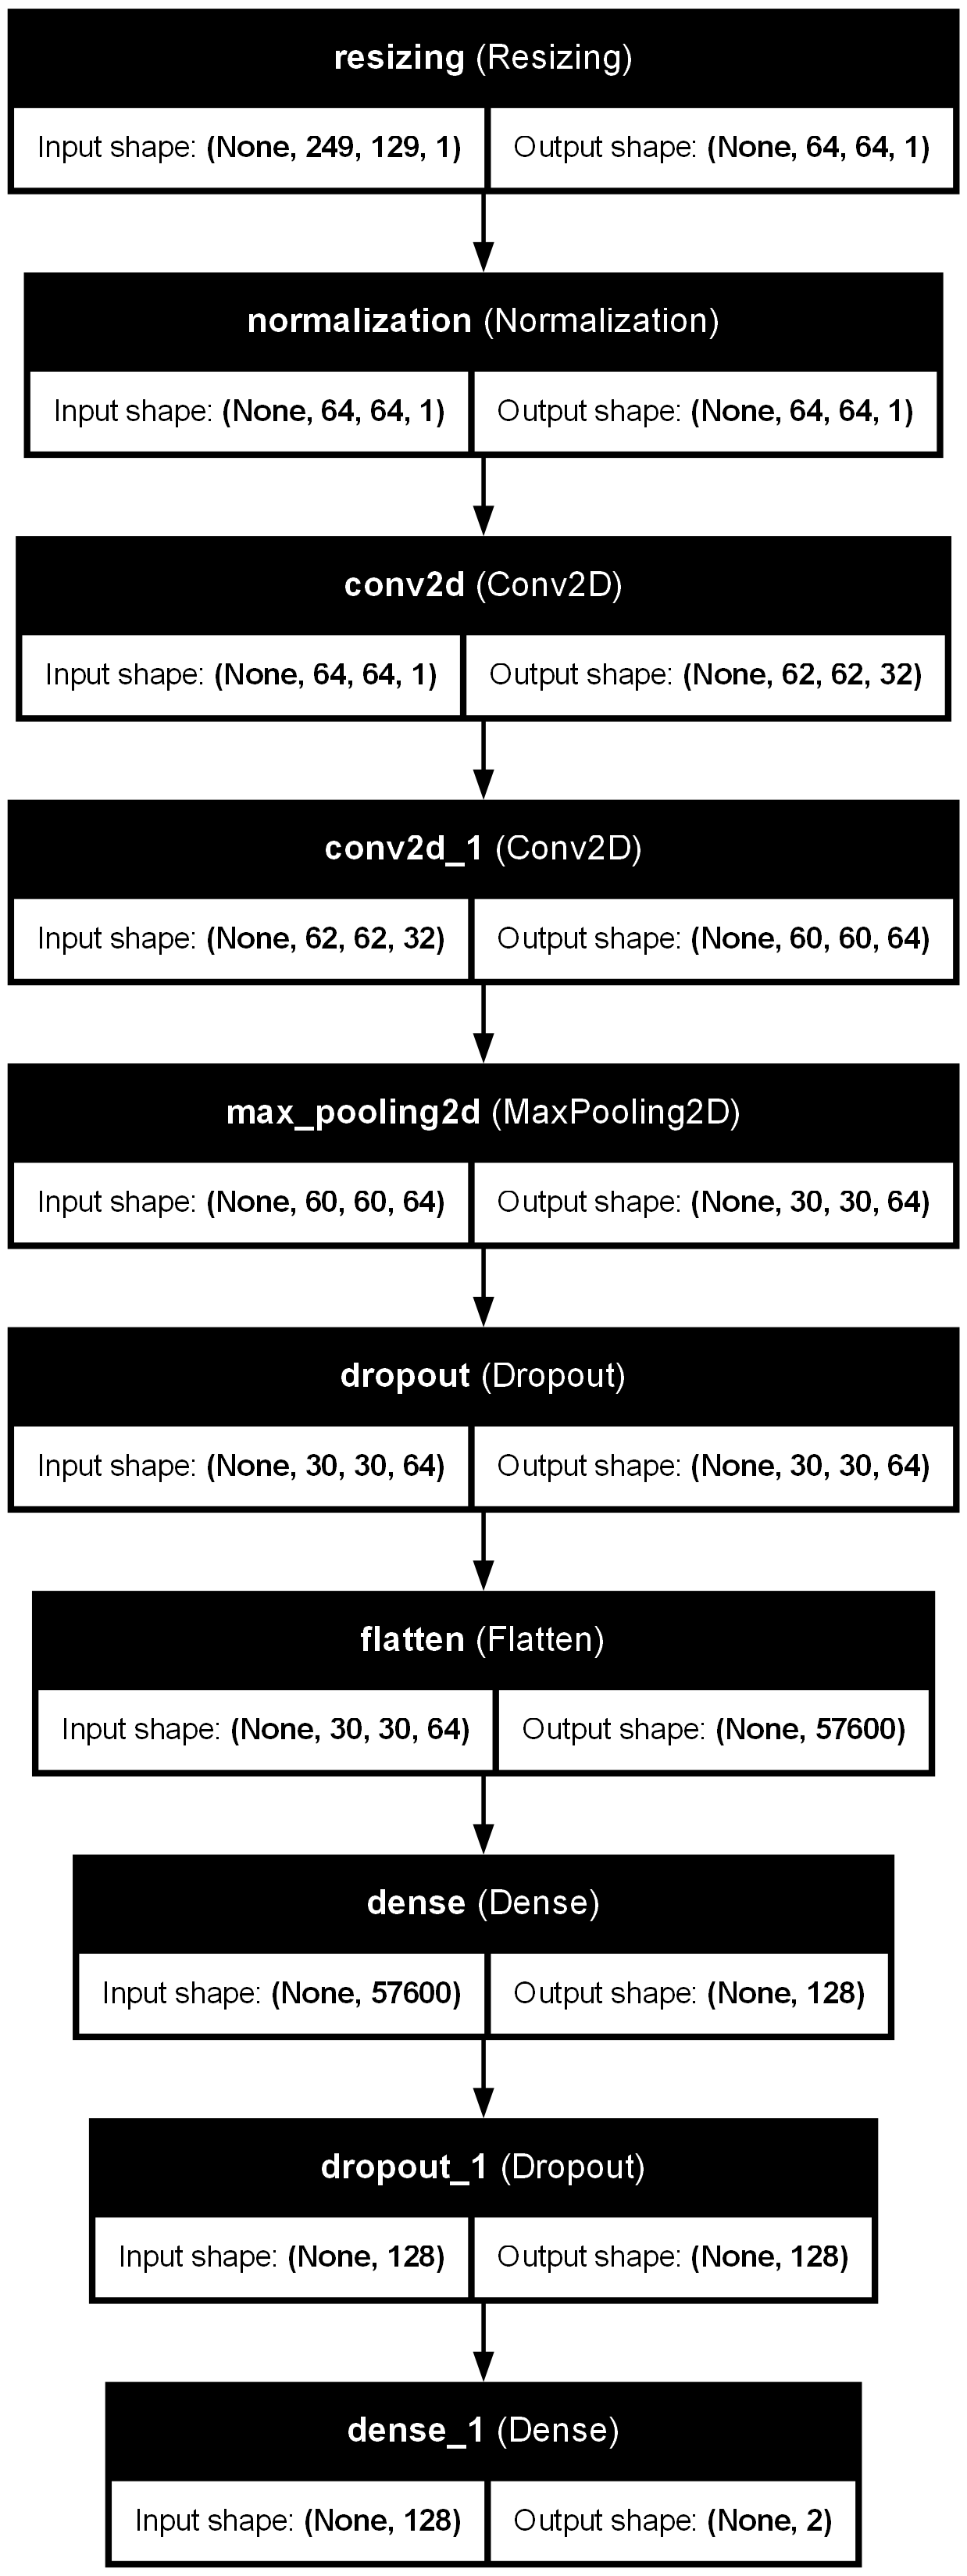 resizing (Resizing)
Input shape: (None, 249, 129, 1) Output shape: (None, 64, 64, 1)
normalization (Normalization)
Input shape: (None, 64, 64, 1) Output shape: (None, 64, 64, 1)
conv2d (Conv2D)
Input shape: (None, 64, 64, 1) Output shape: (None, 62, 62, 32)
conv2d_1 (Conv2D)
Input shape: (None, 62, 62, 32) Output shape: (None, 60, 60, 64)
max_pooling2d (MaxPooling2D)
Input shape: (None, 60, 60, 64) Output shape: (None, 30, 30, 64)
dropout (Dropout)
Input shape: (None, 30, 30, 64) Output shape: (None, 30, 30, 64)
flatten (Flatten)
Input shape: (None, 30, 30, 64) Output shape: (None, 57600)
dense (Dense)
Input shape: (None, 57600) Output shape: (None, 128)
dropout_1 (Dropout)
Input shape: (None, 128) Output shape: (None, 128)
dense_1 (Dense)
Input shape: (None, 128) Output shape: (None, 2)